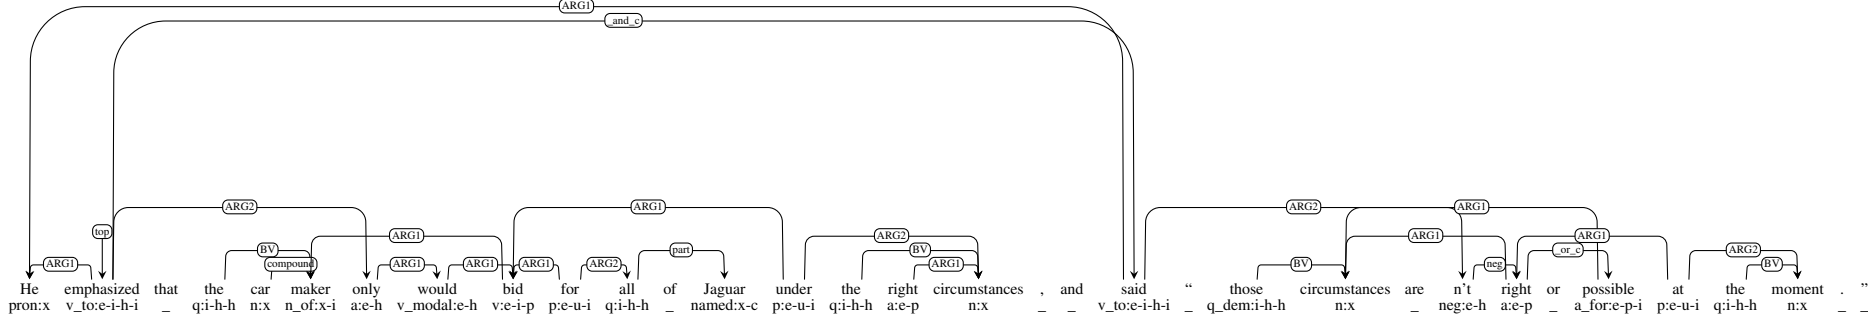 ARG1
_and_c
ARG2 ARG1 ARG2 ARG1
top
ARG1 ARG2 ARG1 ARG1
BV part BV _or_c ARG2
ARG1 compound ARG1 ARG1 ARG1 ARG2 ARG1 BV neg BV
He emphasized that the car maker only would bid for all of Jaguar under the right circumstances , and said “ those circumstances are n’t right or possible at the moment . ”
pron:x v_to:e-i-h-i _ q:i-h-h n:x n_of:x-i a:e-h v_modal:e-h v:e-i-p p:e-u-i q:i-h-h _ named:x-c p:e-u-i q:i-h-h a:e-p n:x _ _ v_to:e-i-h-i _ q_dem:i-h-h n:x _ neg:e-h a:e-p _ a_for:e-p-i p:e-u-i q:i-h-h n:x _ _